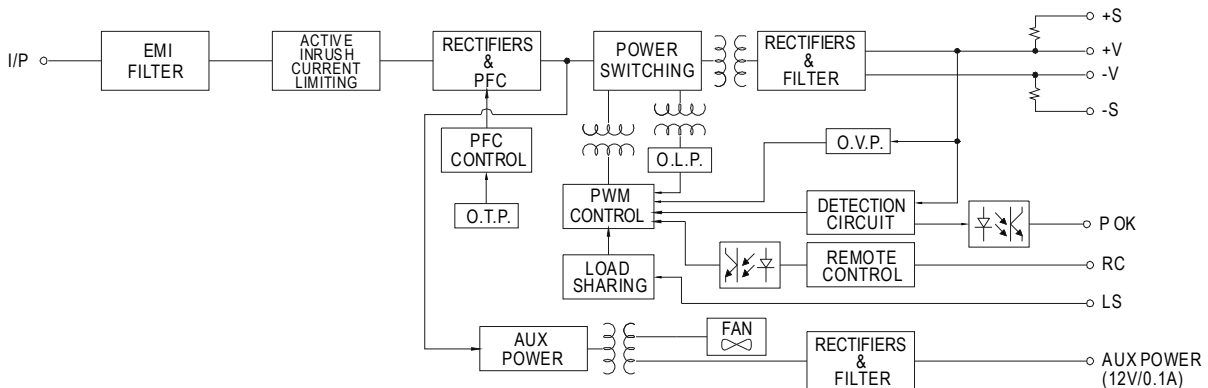 I/P
EMI
FILTER
ACTIVE
INRUSH
CURRENT
LIMITING
RECTIFIERS
&
PFC
POWER
SWITCHING
RECTIFIERS
&
FILTER
+S
+V
-V
-S
PFC
CONTROL
O.T.P.
O.L.P.
O.V.P.
PWM
CONTROL
DETECTION
CIRCUIT
P OK
LOAD
SHARING
REMOTE
CONTROL
RC
LS
AUX
POWER
FAN
RECTIFIERS
&
FILTER
AUX POWER
(12V/0.1A)